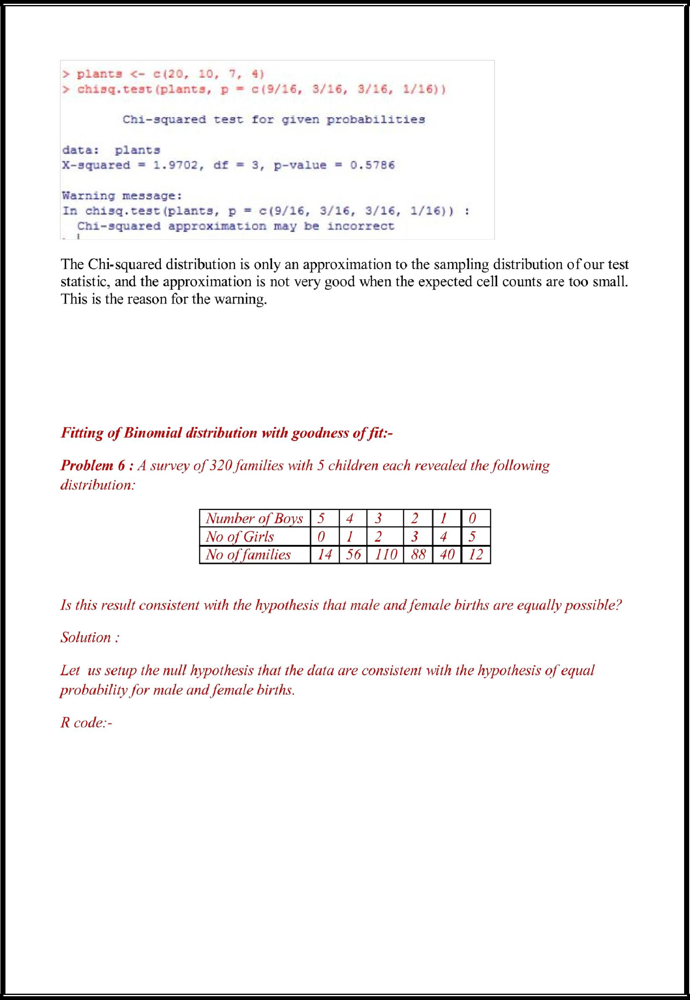 > plants <- c(20, 10, 7, 4)
> chisq.test(plants, p = c(9/16, 3/16, 3/16, 1/16))
Chi-squared test for given probabilities
data:  plants
X-squared = 1.9702, df = 3, p-value = 0.5786
Warning message:
In chisq.test(plants, p = c(9/16, 3/16, 3/16, 1/16)) :
Chi-squared approximation may be incorrect
The Chi-squared distribution is only an approximation to the sampling distribution of our test
statistic, and the approximation is not very good when the expected cell counts are too small.
This is the reason for the warning.
Fitting of Binomial distribution with goodness of fit:-
Problem 6 : A survey of 320 families with 5 children each revealed the following
distribution:
Number of Boys 5 4 3 2 1 0
No of Girls 0 1 2 3 4 5
No of families 14 56 110 88 40 12
Is this result consistent with the hypothesis that male and female births are equally possible?
Solution :
Let  us setup the null hypothesis that the data are consistent with the hypothesis of equal
probability for male and female births.
R code:-